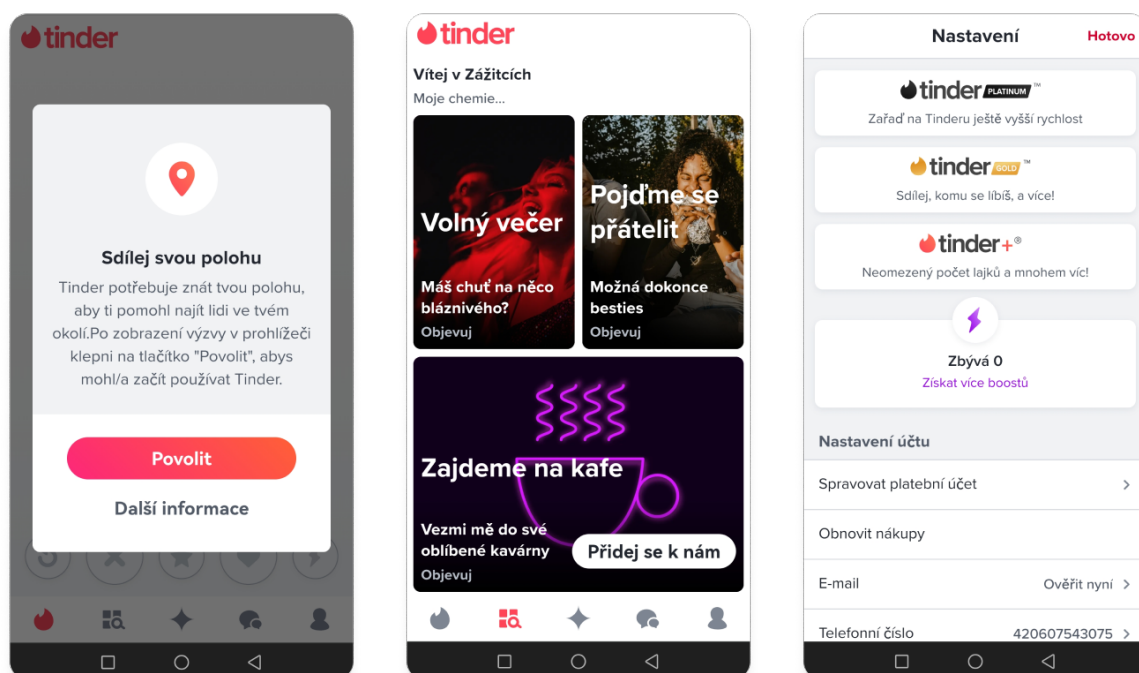 tinder
Sdílej svou polohu
Tinder potřebuje znát tvou polohu,
aby ti pomohl najít lidi ve tvém
okolí.Po zobrazení výzvy v prohlížeči
klepni na tlačítko "Povolit", abys
mohl/a začít používat Tinder.
Povolit
Další informace
tinder
Vítej v Zážitcích
Moje chemie...
Volný večer
Máš chuť na něco
bláznivého?
Objevuj
Pojďme se
přátelit
Možná dokonce
besties
Objevuj
Zajdeme na kafe
Vezmi mě do své
oblíbené kavárny
Objevuj
Přidej se k nám
Nastavení
Hotovo
tinder PLATINUM ™
Zařaď na Tinderu ještě vyšší rychlost
tinder GOLD ™
Sdílej, komu se líbíš, a více!
tinder+®
Neomezený počet lajků a mnohem víc!
Zbývá 0
Získat více boostů
Nastavení účtu
Spravovat platební účet
Obnovit nákupy
E-mail Ověřit nyní
Telefonní číslo 420607543075